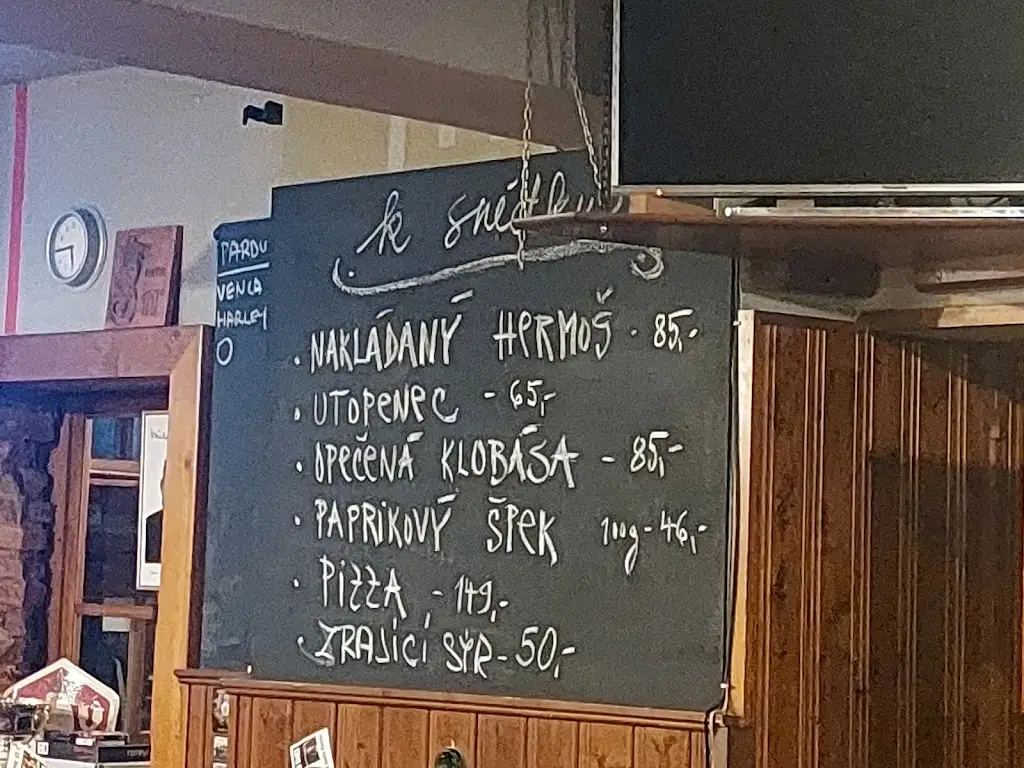 k snědku
PARDU
VENCA
HARLEY
O
• NAKLÁDANÝ HERMOŠ - 85,-
• UTOPENEC - 65,-
• OPEČENÁ KLOBÁSA - 85,-
• PAPRIKOVÝ ŠPEK 100g - 46,-
• PIZZA - 149,-
ZRAJÍCÍ SÝR - 50,-